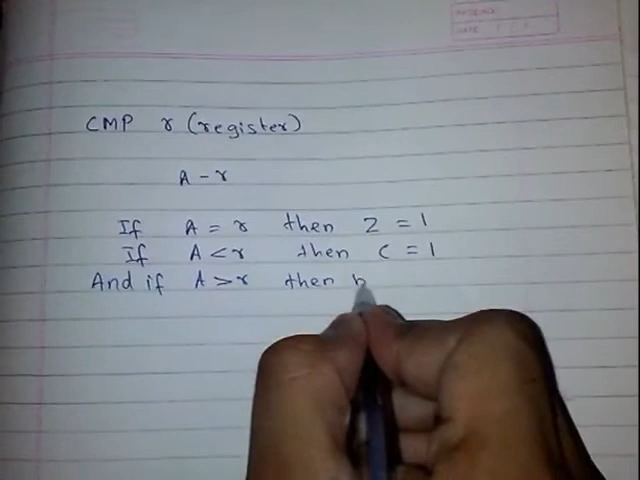 CMP r (register)
A - r
If A = r then Z = 1
If A < r then C = 1
And if A > r then